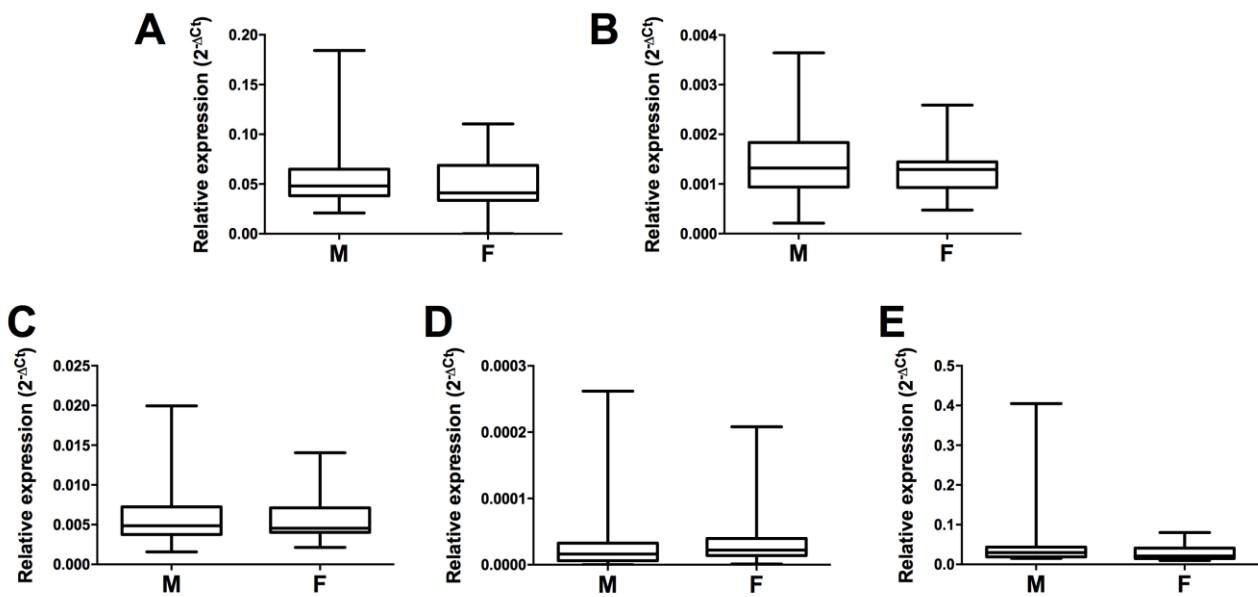 A
Relative expression (2-ΔCt)
0.20
0.15
0.10
0.05
0.00
M F
B
Relative expression (2-ΔCt)
0.004
0.003
0.002
0.001
0.000
M F
C
Relative expression (2-ΔCt)
0.025
0.020
0.015
0.010
0.005
0.000
M F
D
Relative expression (2-ΔCt)
0.0003
0.0002
0.0001
0.0000
M F
E
Relative expression (2-ΔCt)
0.5
0.4
0.3
0.2
0.1
0.0
M F